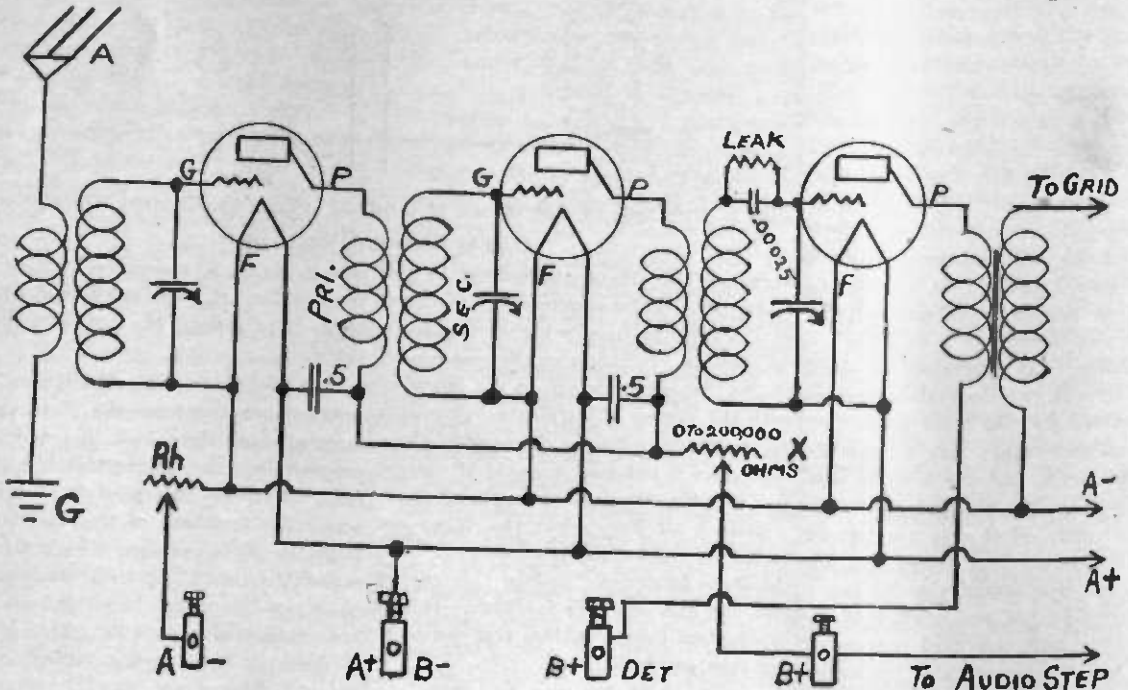 A
LEAK
G
P
G
P
P
TO GRID
.00025
F
F
F
PRI.
SEC.
.5
.5
0 TO 200,000
OHMS
X
Rh
G
A-
A+
A -
A+ B-
B+ DET
B+
TO AUDIO STEP